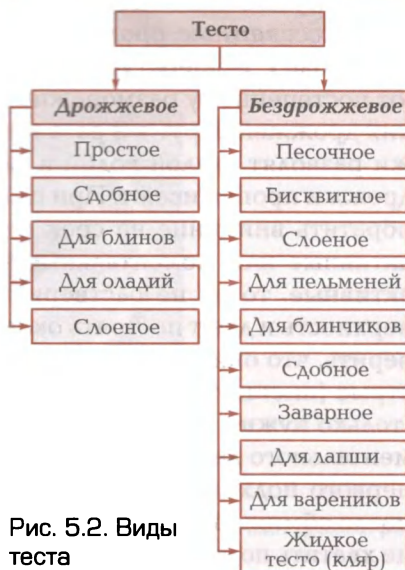 Тесто
Дрожжевое
Простое
Сдобное
Для блинов
Для оладий
Слоеное
Бездрожжевое
Песочное
Бисквитное
Слоеное
Для пельменей
Для блинчиков
Сдобное
Заварное
Для лапши
Для вареников
Жидкое
тесто (кляр)
Рис. 5.2. Виды
теста